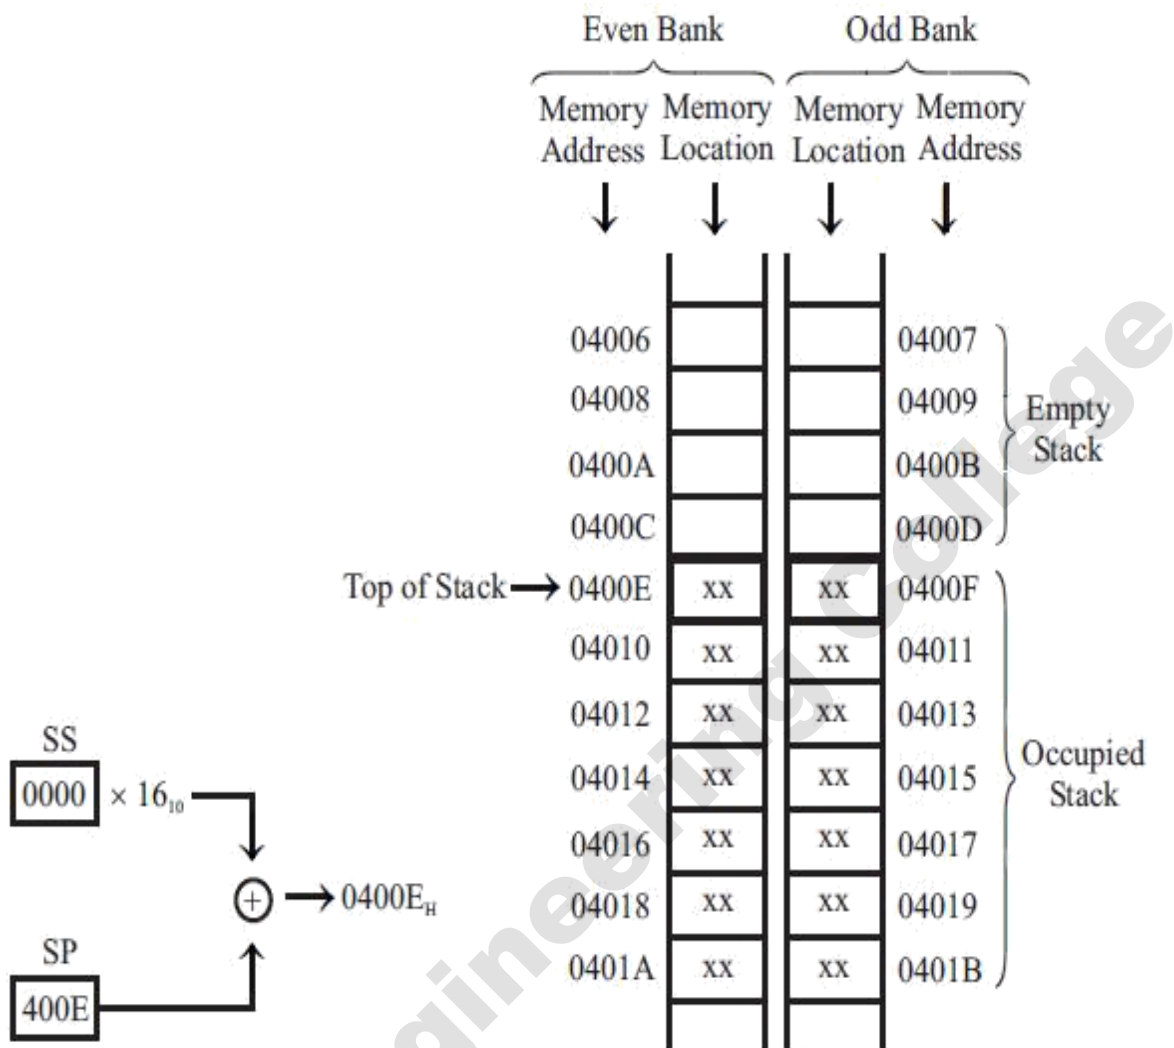 Even Bank Odd Bank
Memory Memory Memory Memory
Address Location Location Address
04006 04007
04008 04009
Empty
Stack
0400A 0400B
0400C 0400D
Top of Stack 0400E xx xx 0400F
04010 xx xx 04011
04012 xx xx 04013
Occupied
Stack
04014 xx xx 04015
04016 xx xx 04017
04018 xx xx 04019
0401A xx xx 0401B
SS
0000 × 16₁₀
+ 0400E_H
SP
400E
gineering College